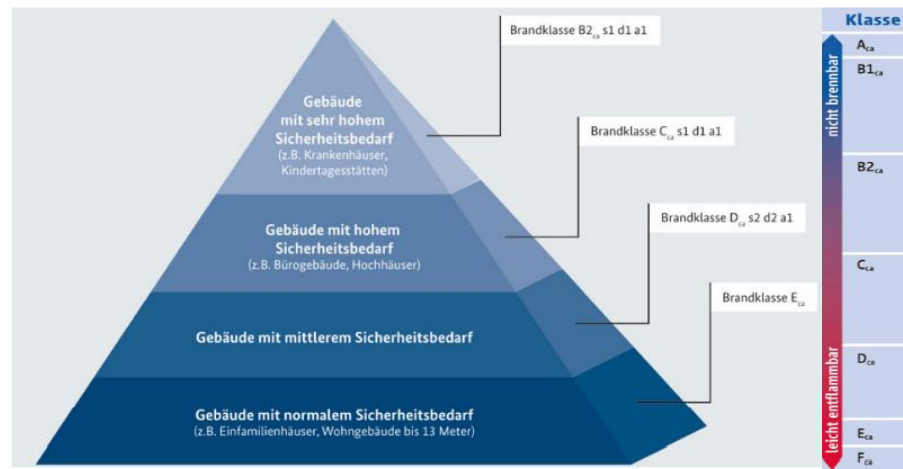 Brandklasse B2ca s1 d1 a1
Gebäude
mit sehr hohem
Sicherheitsbedarf
(z.B. Krankenhäuser,
Kindertagesstätten)
Brandklasse Cca s1 d1 a1
Gebäude mit hohem
Sicherheitsbedarf
(z.B. Bürogebäude, Hochhäuser)
Brandklasse Dca s2 d2 a1
Gebäude mit mittlerem Sicherheitsbedarf
Brandklasse Eca
Gebäude mit normalem Sicherheitsbedarf
(z.B. Einfamilienhäuser, Wohngebäude bis 13 Meter)
Klasse
nicht brennbar
leicht entflammbar
Aca
B1ca
B2ca
Cca
Dca
Eca
Fca